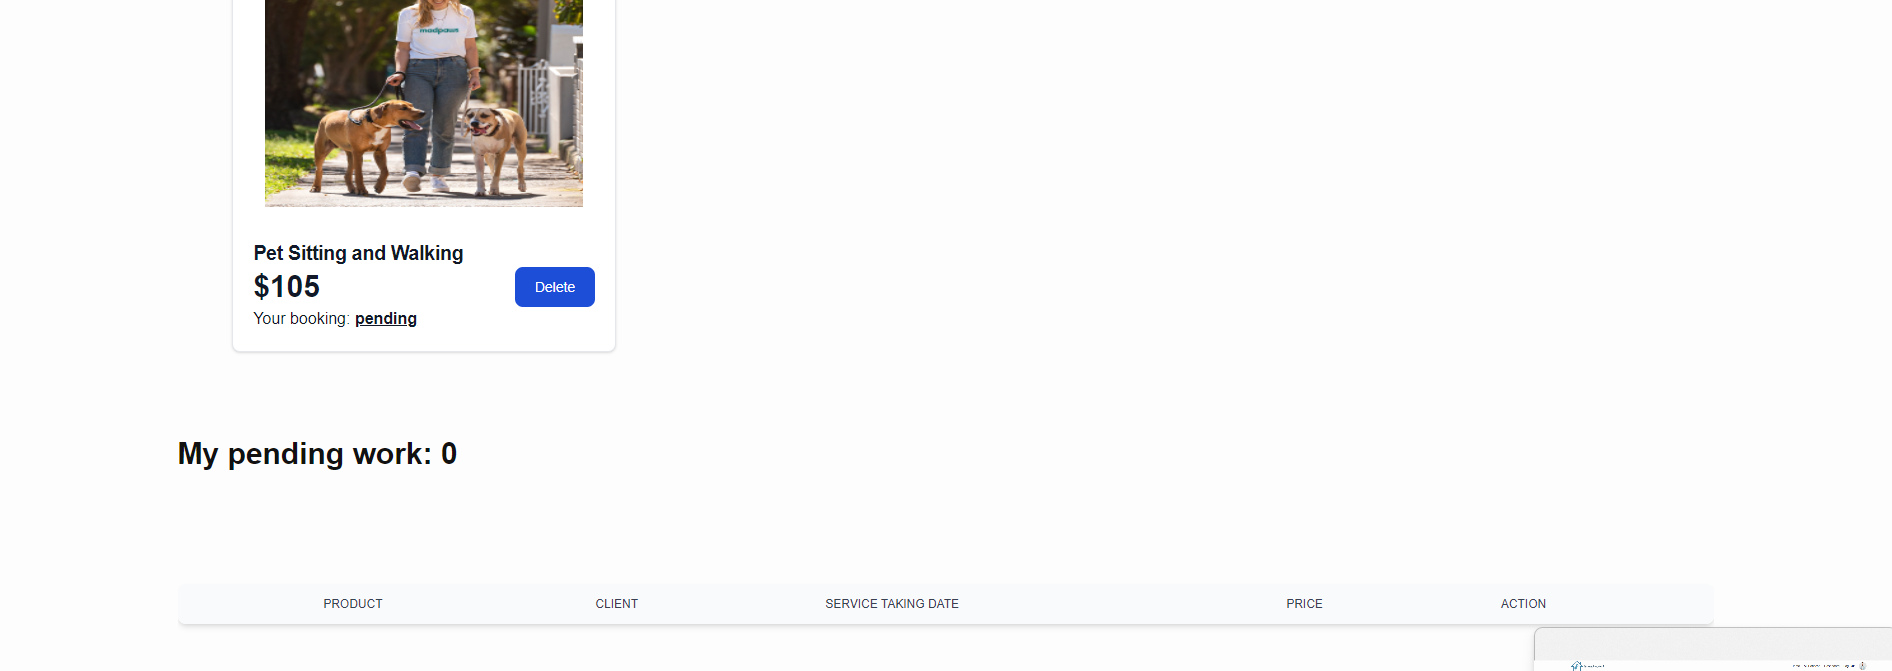 madpaws
Pet Sitting and Walking
$105
Delete
Your booking: pending
My pending work: 0
PRODUCT CLIENT SERVICE TAKING DATE PRICE ACTION